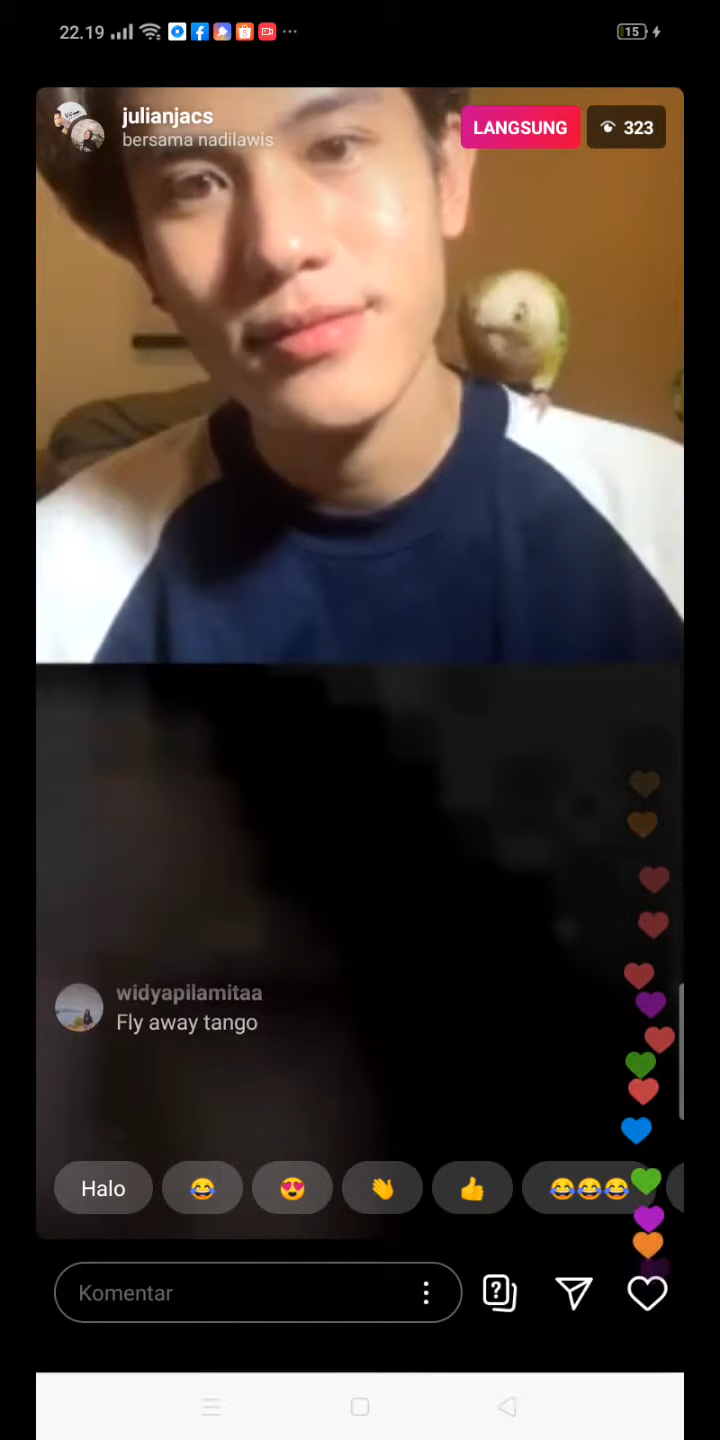 22.19
15
julianjacs
bersama nadilawis
LANGSUNG
323
widyapilamitaa
Fly away tango
Halo
Komentar